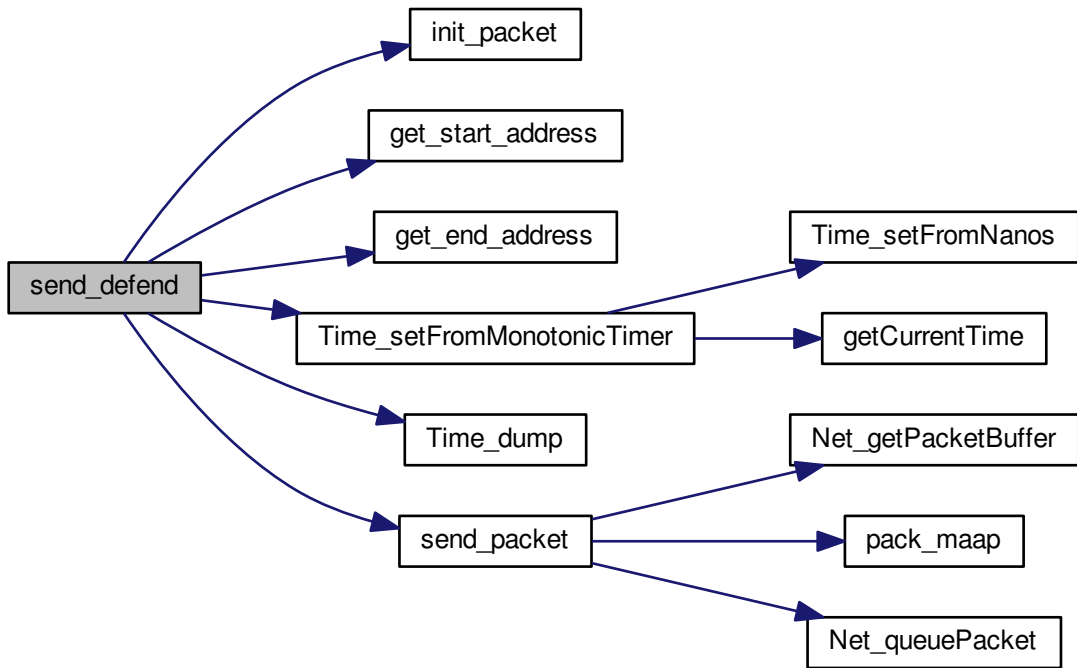 init_packet
get_start_address
get_end_address
Time_setFromNanos
send_defend
Time_setFromMonotonicTimer
getCurrentTime
Time_dump
Net_getPacketBuffer
send_packet
pack_maap
Net_queuePacket